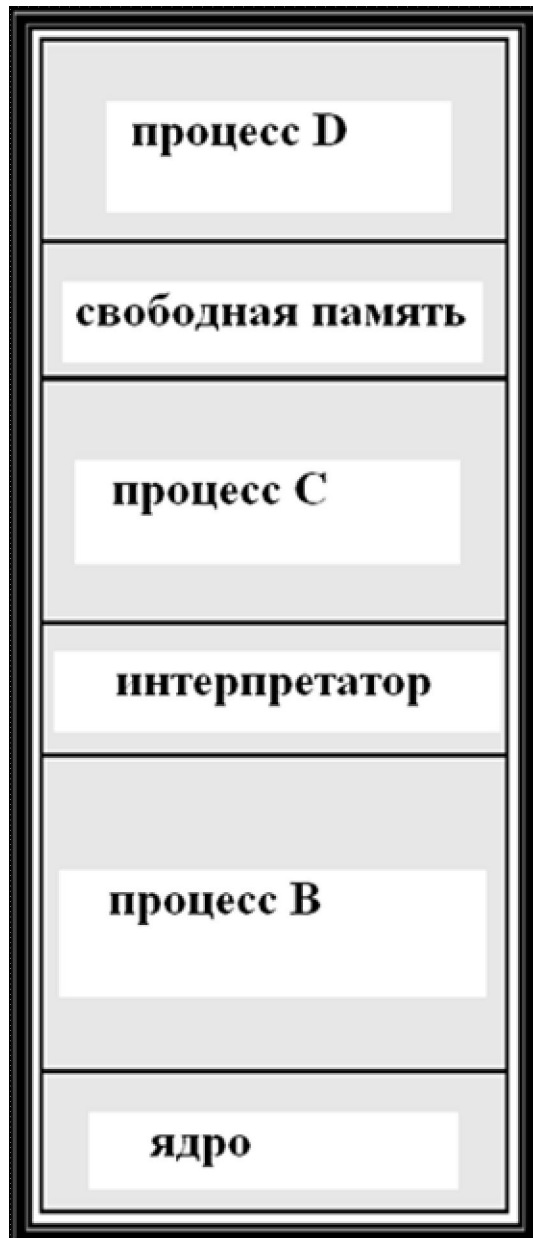 процесс D
свободная память
процесс C
интерпретатор
процесс B
ядро